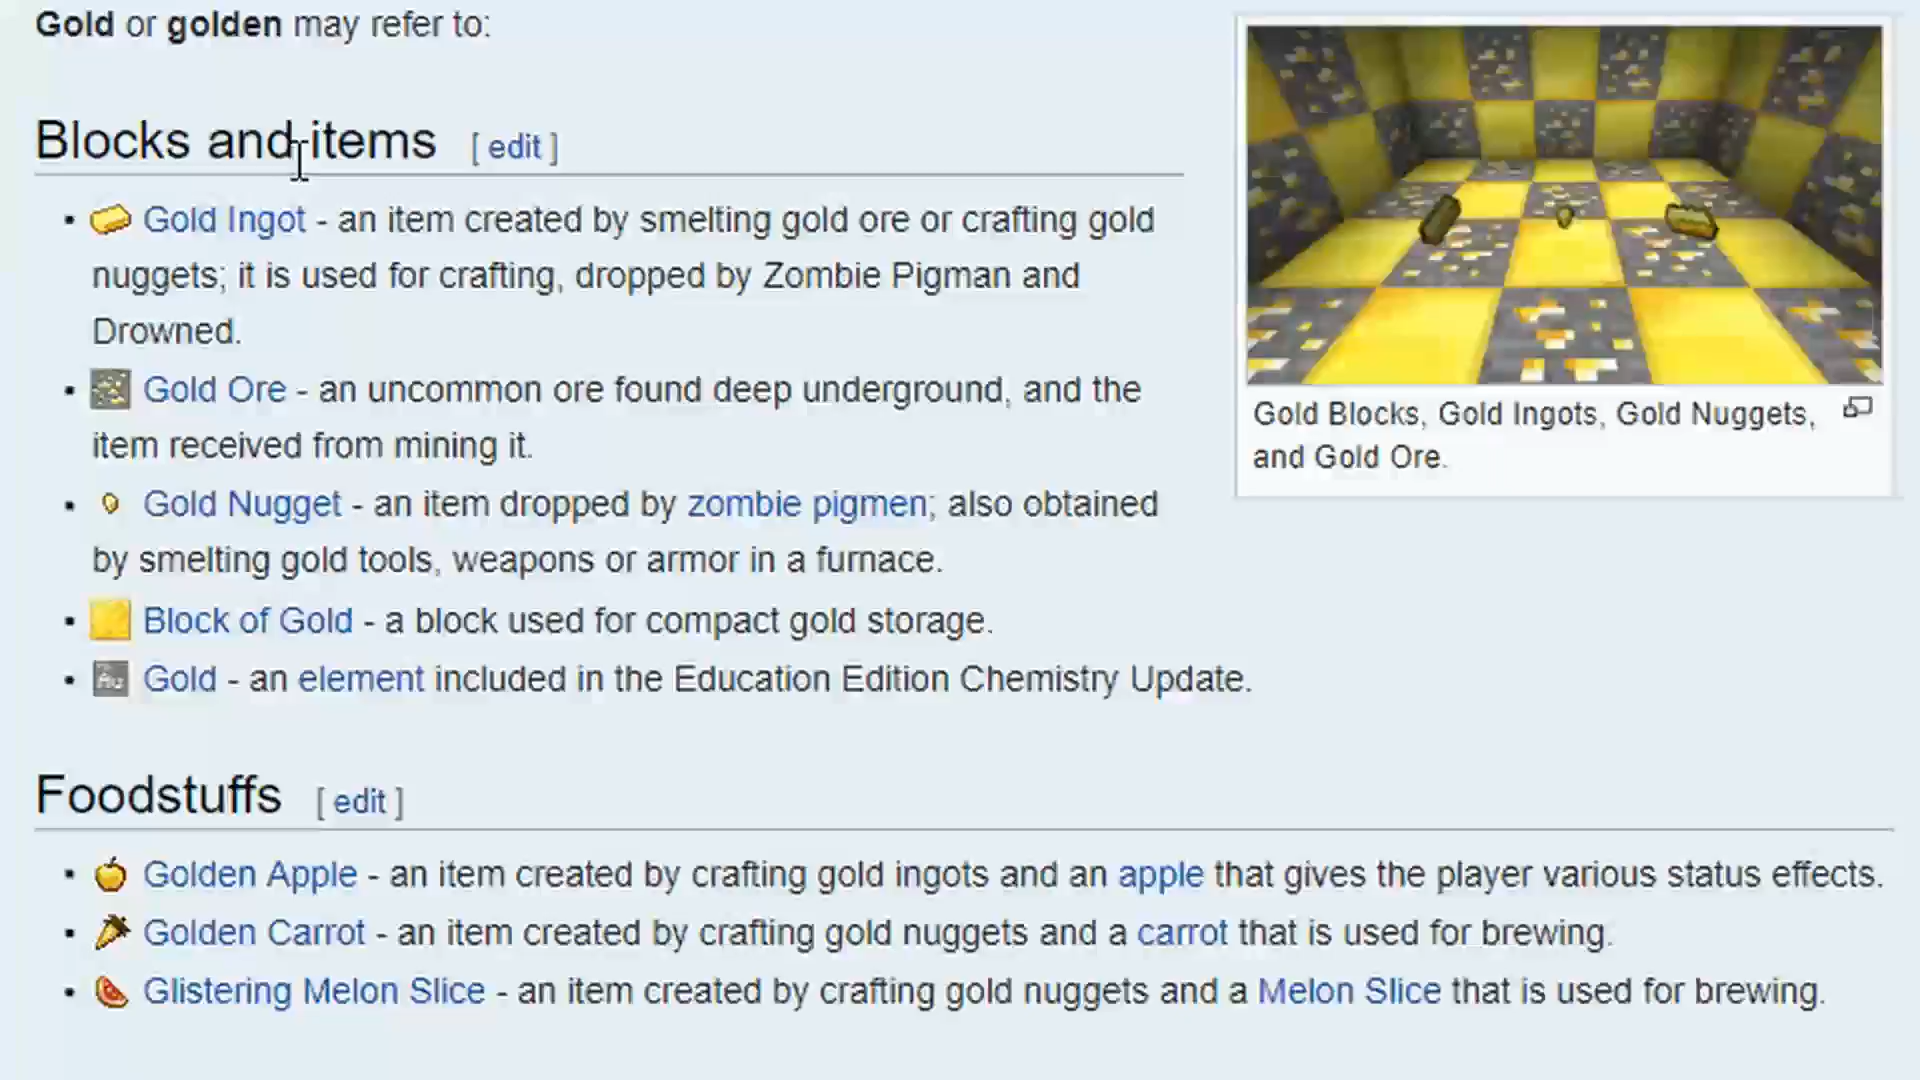 Gold or golden may refer to:
Blocks and items [ edit ]
• Gold Ingot - an item created by smelting gold ore or crafting gold
nuggets; it is used for crafting, dropped by Zombie Pigman and
Drowned.
• Gold Ore - an uncommon ore found deep underground, and the
item received from mining it.
• Gold Nugget - an item dropped by zombie pigmen; also obtained
by smelting gold tools, weapons or armor in a furnace.
• Block of Gold - a block used for compact gold storage.
• Au Gold - an element included in the Education Edition Chemistry Update.
Gold Blocks, Gold Ingots, Gold Nuggets,
and Gold Ore.
Foodstuffs [ edit ]
• Golden Apple - an item created by crafting gold ingots and an apple that gives the player various status effects.
• Golden Carrot - an item created by crafting gold nuggets and a carrot that is used for brewing.
• Glistering Melon Slice - an item created by crafting gold nuggets and a Melon Slice that is used for brewing.